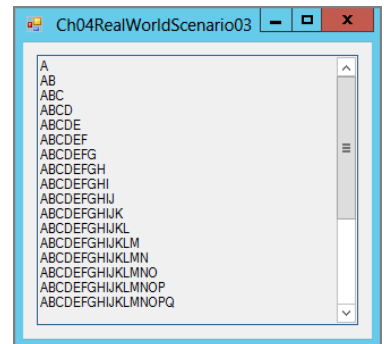 Ch04RealWorldScenario03
A
AB
ABC
ABCD
ABCDE
ABCDEF
ABCDEFG
ABCDEFGH
ABCDEFGHI
ABCDEFGHIJ
ABCDEFGHIJK
ABCDEFGHIJKL
ABCDEFGHIJKLM
ABCDEFGHIJKLMN
ABCDEFGHIJKLMNO
ABCDEFGHIJKLMNOP
ABCDEFGHIJKLMNOPQ